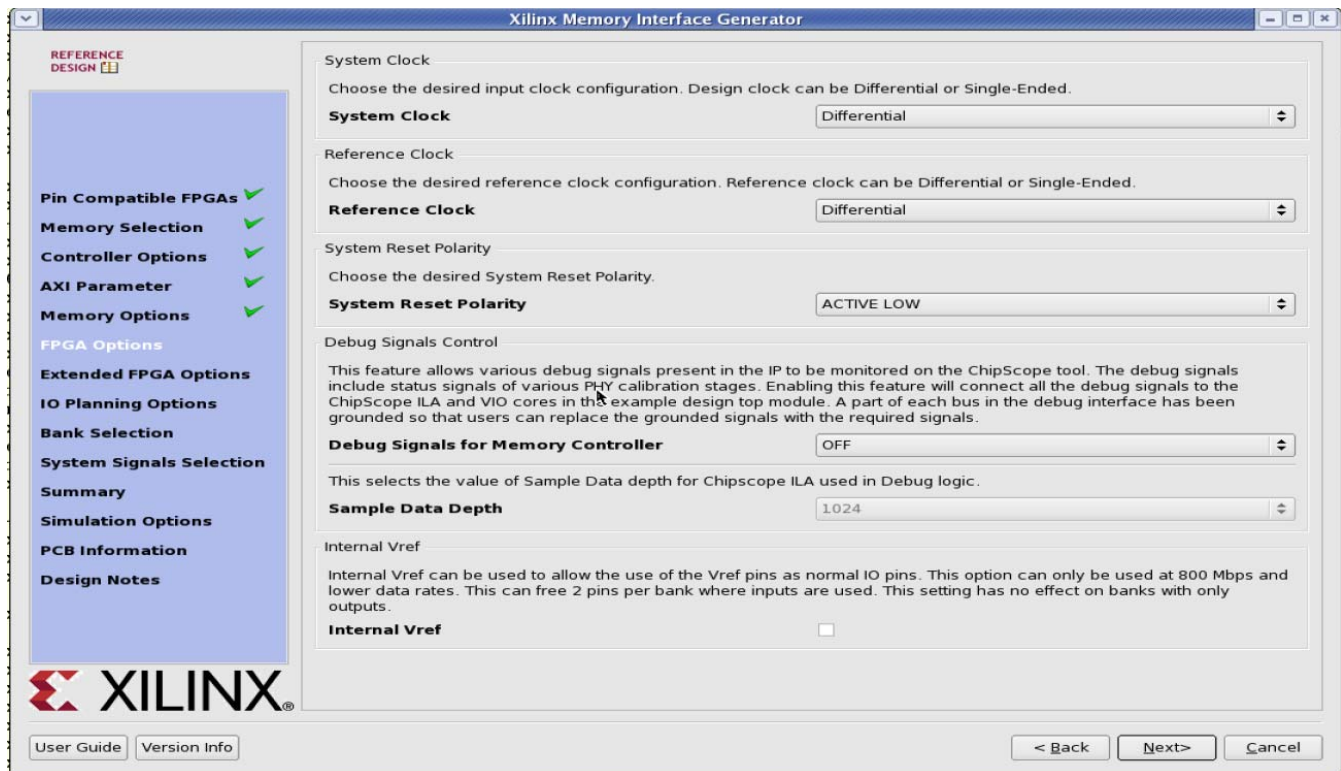 Xilinx Memory Interface Generator
REFERENCE
DESIGN
Pin Compatible FPGAs
Memory Selection
Controller Options
AXI Parameter
Memory Options
FPGA Options
Extended FPGA Options
IO Planning Options
Bank Selection
System Signals Selection
Summary
Simulation Options
PCB Information
Design Notes
XILINX®
System Clock
Choose the desired input clock configuration. Design clock can be Differential or Single-Ended.
System Clock Differential
Reference Clock
Choose the desired reference clock configuration. Reference clock can be Differential or Single-Ended.
Reference Clock Differential
System Reset Polarity
Choose the desired System Reset Polarity.
System Reset Polarity ACTIVE LOW
Debug Signals Control
This feature allows various debug signals present in the IP to be monitored on the ChipScope tool. The debug signals
include status signals of various PHY calibration stages. Enabling this feature will connect all the debug signals to the
ChipScope ILA and VIO cores in the example design top module. A part of each bus in the debug interface has been
grounded so that users can replace the grounded signals with the required signals.
Debug Signals for Memory Controller OFF
This selects the value of Sample Data depth for Chipscope ILA used in Debug logic.
Sample Data Depth 1024
Internal Vref
Internal Vref can be used to allow the use of the Vref pins as normal IO pins. This option can only be used at 800 Mbps and
lower data rates. This can free 2 pins per bank where inputs are used. This setting has no effect on banks with only
outputs.
Internal Vref
User Guide Version Info < Back Next> Cancel